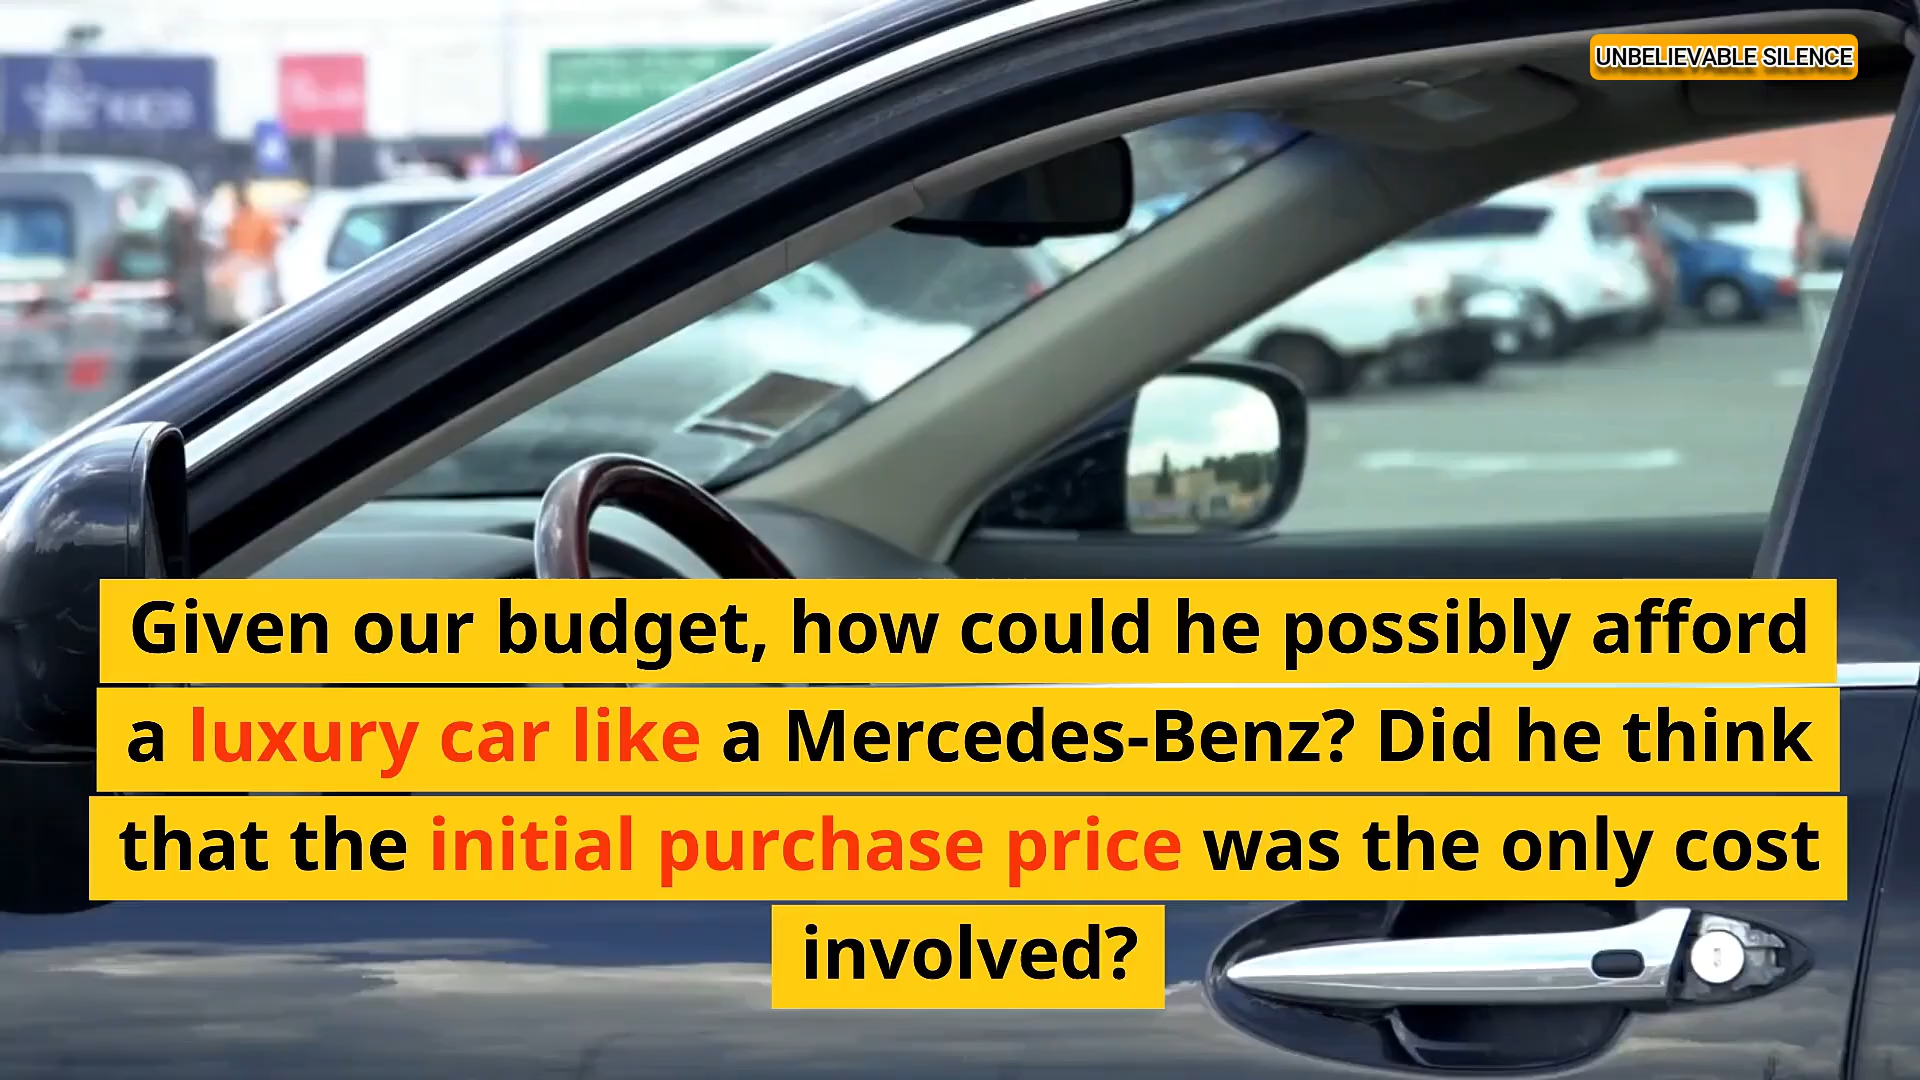 UNBELIEVABLE SILENCE
Given our budget, how could he possibly afford
a luxury car like a Mercedes-Benz? Did he think
that the initial purchase price was the only cost
involved?